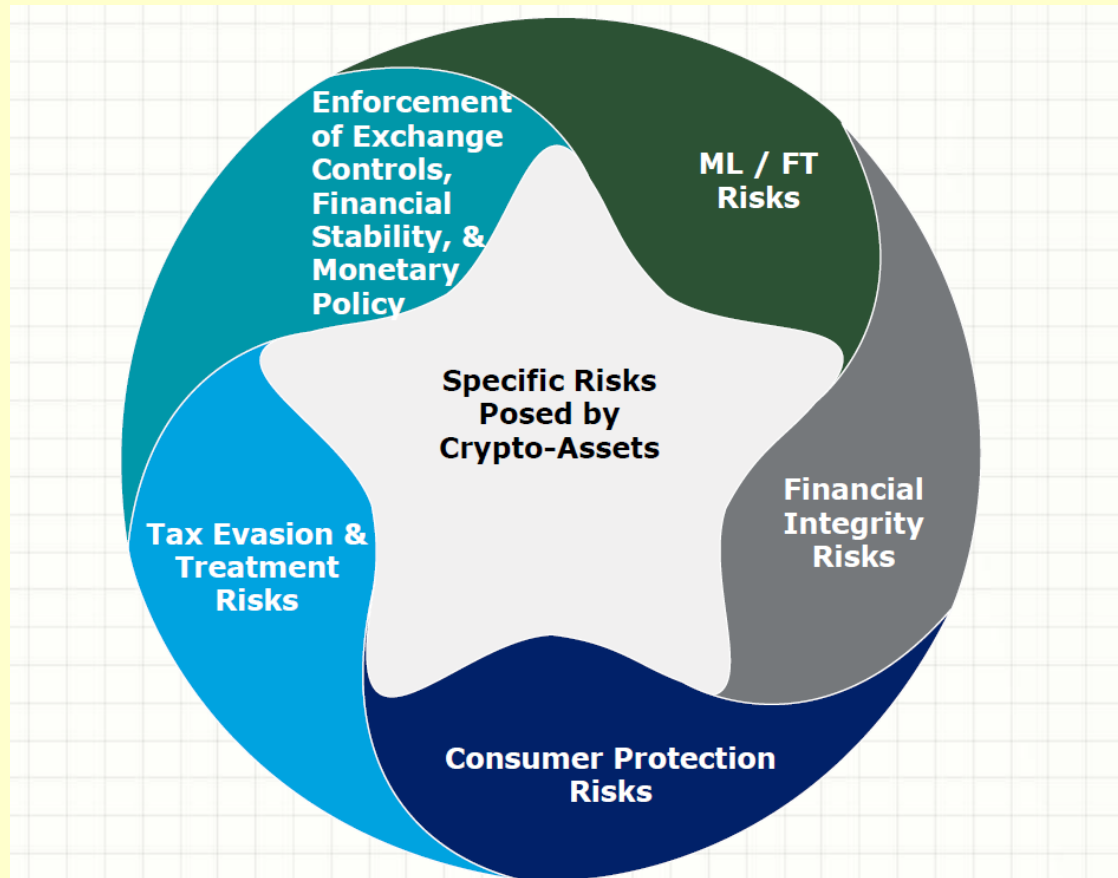 Enforcement
of Exchange
Controls,
Financial
Stability, &
Monetary
Policy
ML / FT
Risks
Specific Risks
Posed by
Crypto-Assets
Financial
Integrity
Risks
Tax Evasion &
Treatment
Risks
Consumer Protection
Risks